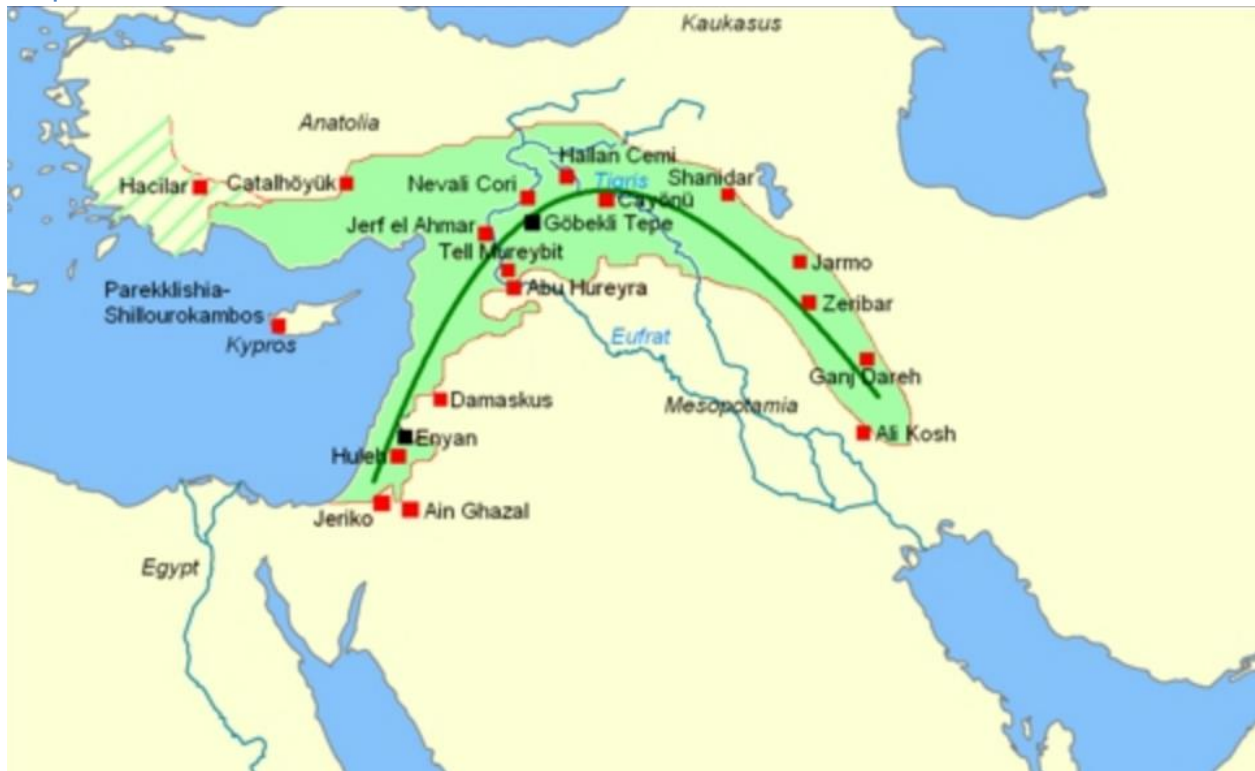 Kaukasus
Anatolia
Hallan Cemi
Hacilar
Catalhöyük
Nevali Cori
Tigris
Shanidar
Cayönü
Jerf el Ahmar
Göbekli Tepe
Tell Mureybit
Jarmo
Parekklishia-
Shillourokambos
Abu Hureyra
Zeribar
Kypros
Eufrat
Ganj Dareh
Damaskus
Mesopotamia
Enyan
Ali Kosh
Huleh
Jeriko
Ain Ghazal
Egypt